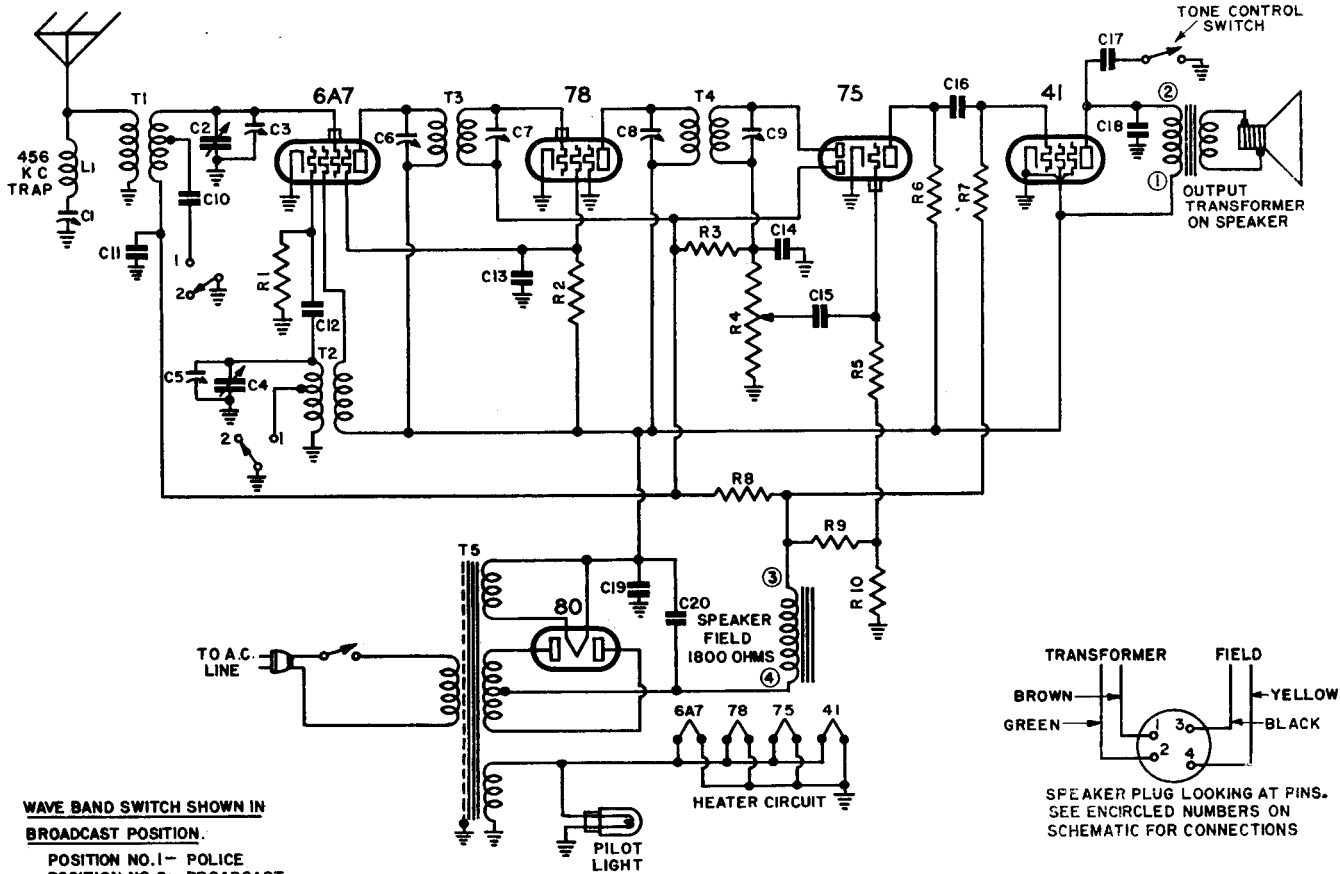 TONE CONTROL
SWITCH
C17
6A7
78
75
41
T1
T3
T4
C16
C2
C3
C6
C7
C8
C9
C18
2
1
456
K C
TRAP
L1
C1
C10
C11
1
2
R1
C12
C13
R2
R3
C14
R4
C15
R5
R6
R7
OUTPUT
TRANSFORMER
ON SPEAKER
T2
C5
C4
2
1
R8
R9
R10
T5
80
C19
C20
SPEAKER
FIELD
1800 OHMS
3
4
TO A.C.
LINE
6A7
78
75
41
HEATER CIRCUIT
PILOT
LIGHT
TRANSFORMER
FIELD
BROWN
YELLOW
GREEN
BLACK
1
3
2
4
SPEAKER PLUG LOOKING AT PINS.
SEE ENCIRCLED NUMBERS ON
SCHEMATIC FOR CONNECTIONS
WAVE BAND SWITCH SHOWN IN
BROADCAST POSITION.
POSITION NO.1- POLICE
POSITION NO.2- BROADCAST